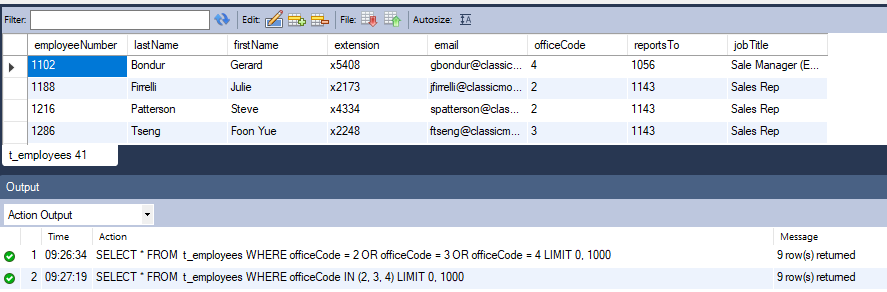 Filter: Edit: File: Autosize:
employeeNumber lastName firstName extension email officeCode reportsTo jobTitle
1102 Bondur Gerard x5408 gbondur@classic... 4 1056 Sale Manager (E...
1188 Firrelli Julie x2173 jfirrelli@classicmo... 2 1143 Sales Rep
1216 Patterson Steve x4334 spatterson@classic... 2 1143 Sales Rep
1286 Tseng Foon Yue x2248 ftseng@classicmo... 3 1143 Sales Rep
t_employees 41
Output
Action Output
Time Action Message
1 09:26:34 SELECT * FROM t_employees WHERE officeCode = 2 OR officeCode = 3 OR officeCode = 4 LIMIT 0, 1000 9 row(s) returned
2 09:27:19 SELECT * FROM t_employees WHERE officeCode IN (2, 3, 4) LIMIT 0, 1000 9 row(s) returned